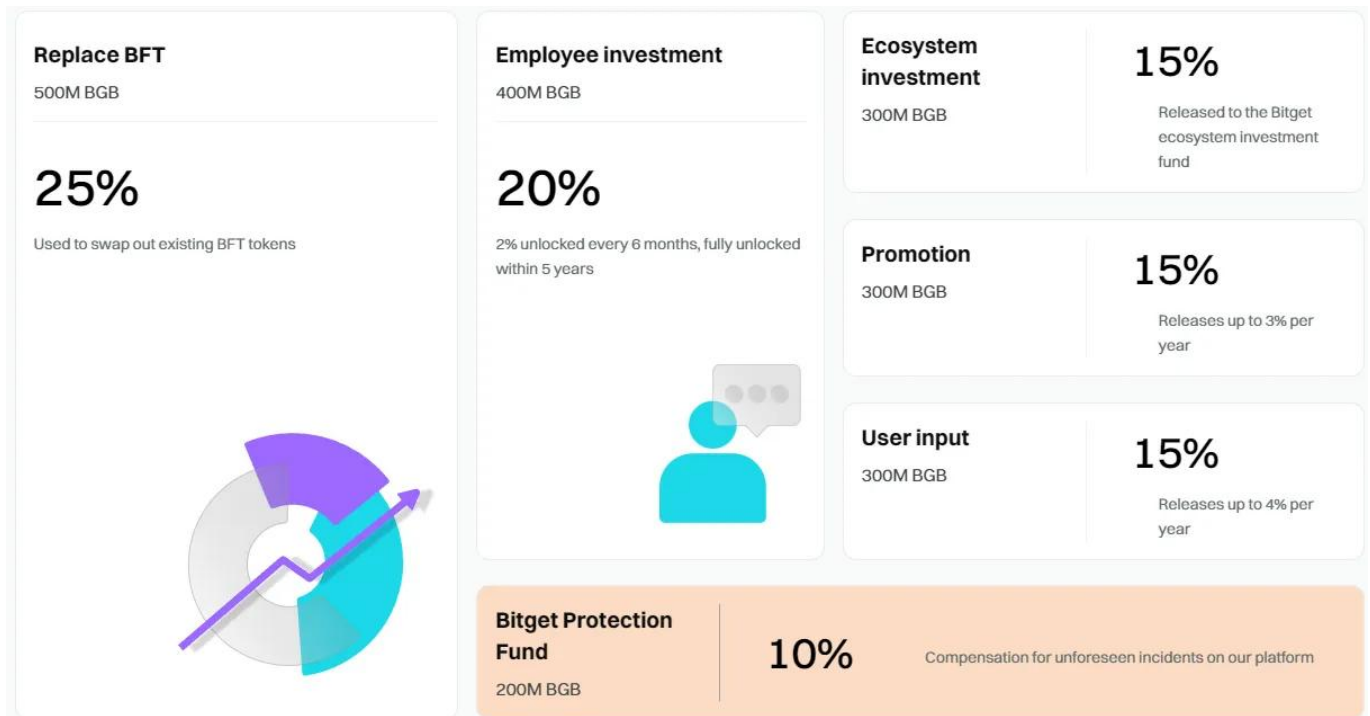 Replace BFT
500M BGB
25%
Used to swap out existing BFT tokens
Employee investment
400M BGB
20%
2% unlocked every 6 months, fully unlocked
within 5 years
Ecosystem
investment
300M BGB
15%
Released to the Bitget
ecosystem investment
fund
Promotion
300M BGB
15%
Releases up to 3% per
year
User input
300M BGB
15%
Releases up to 4% per
year
Bitget Protection
Fund
200M BGB
10%
Compensation for unforeseen incidents on our platform